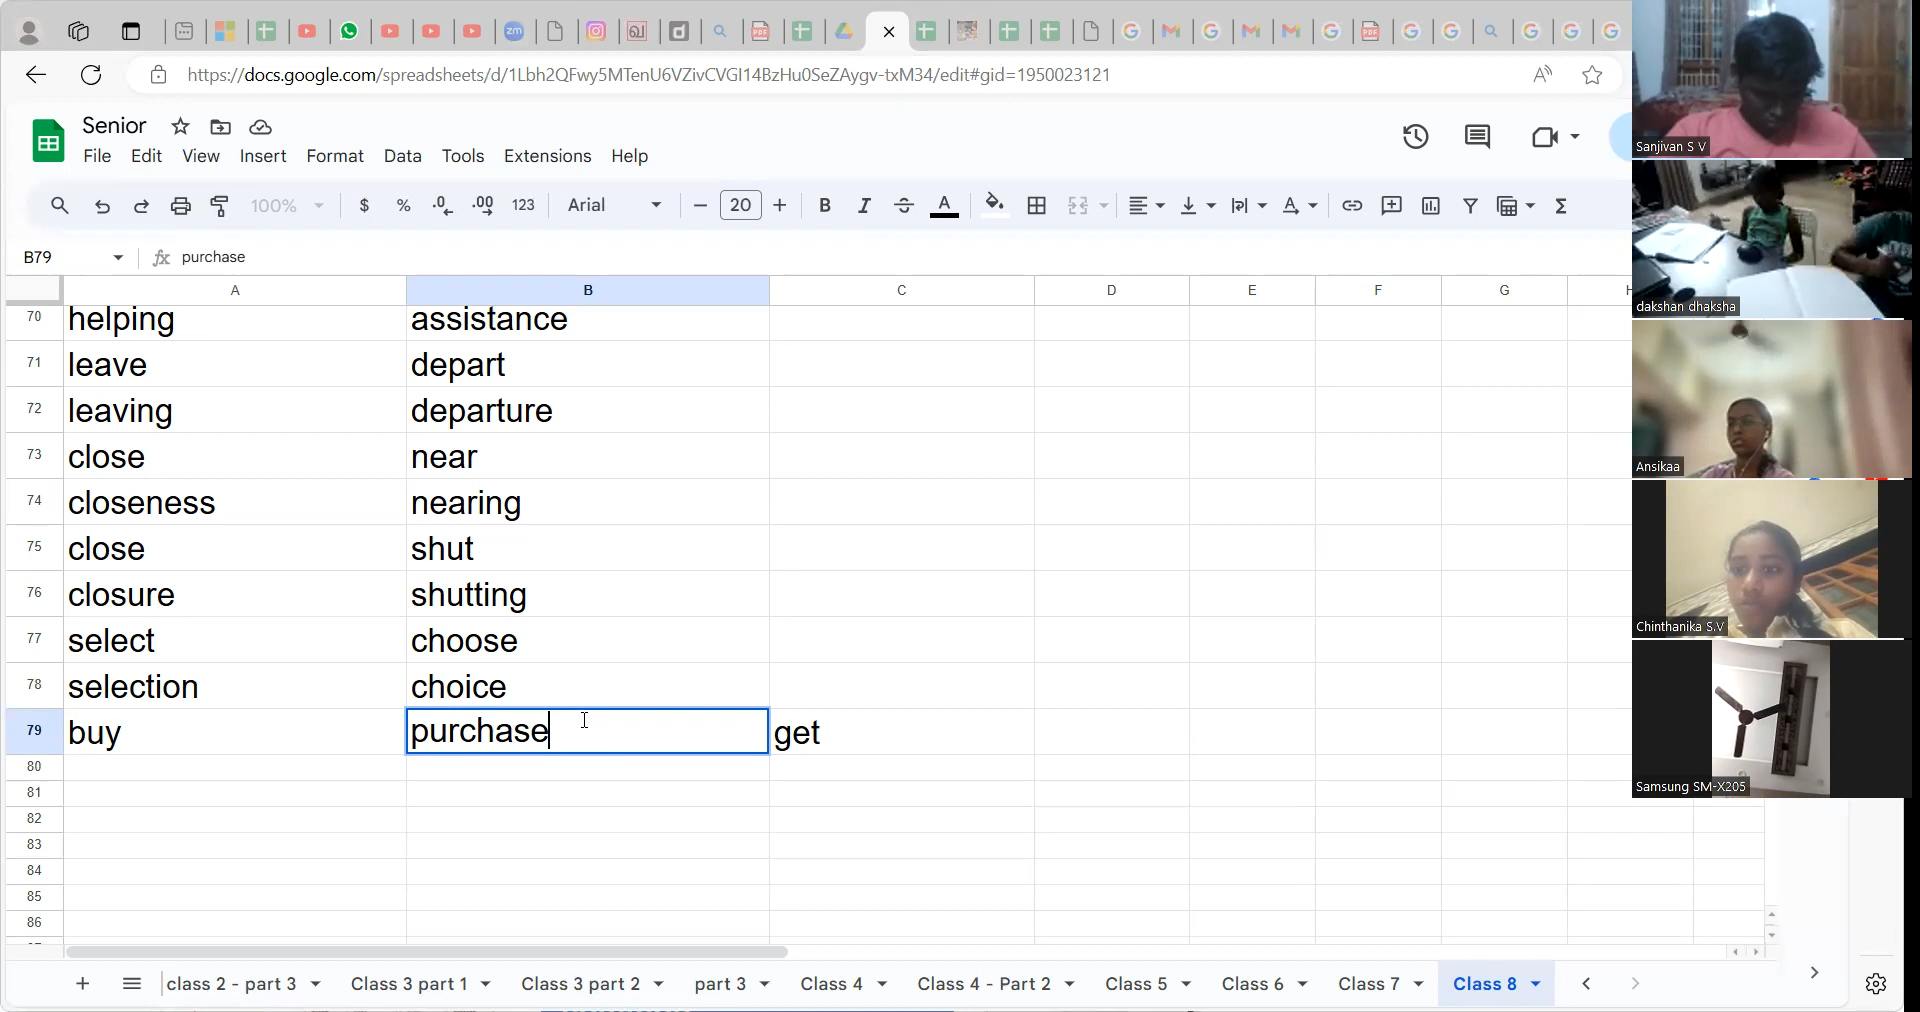 https://docs.google.com/spreadsheets/d/1Lbh2QFwy5MTenU6VZivCVGI14BzHu0SeZAygv-txM34/edit#gid=1950023121
Senior
File Edit View Insert Format Data Tools Extensions Help
100% $ % .0 .00 123 Arial 20 B I A Σ
B79 fx purchase
A B C D E F G H
70 helping assistance
71 leave depart
72 leaving departure
73 close near
74 closeness nearing
75 close shut
76 closure shutting
77 select choose
78 selection choice
79 buy purchase get
80
81
82
83
84
85
86
class 2 - part 3 Class 3 part 1 Class 3 part 2 part 3 Class 4 Class 4 - Part 2 Class 5 Class 6 Class 7 Class 8
Sanjivan S V
dakshan dhaksha
Ansikaa
Chinthanika S.V
Samsung SM-X205